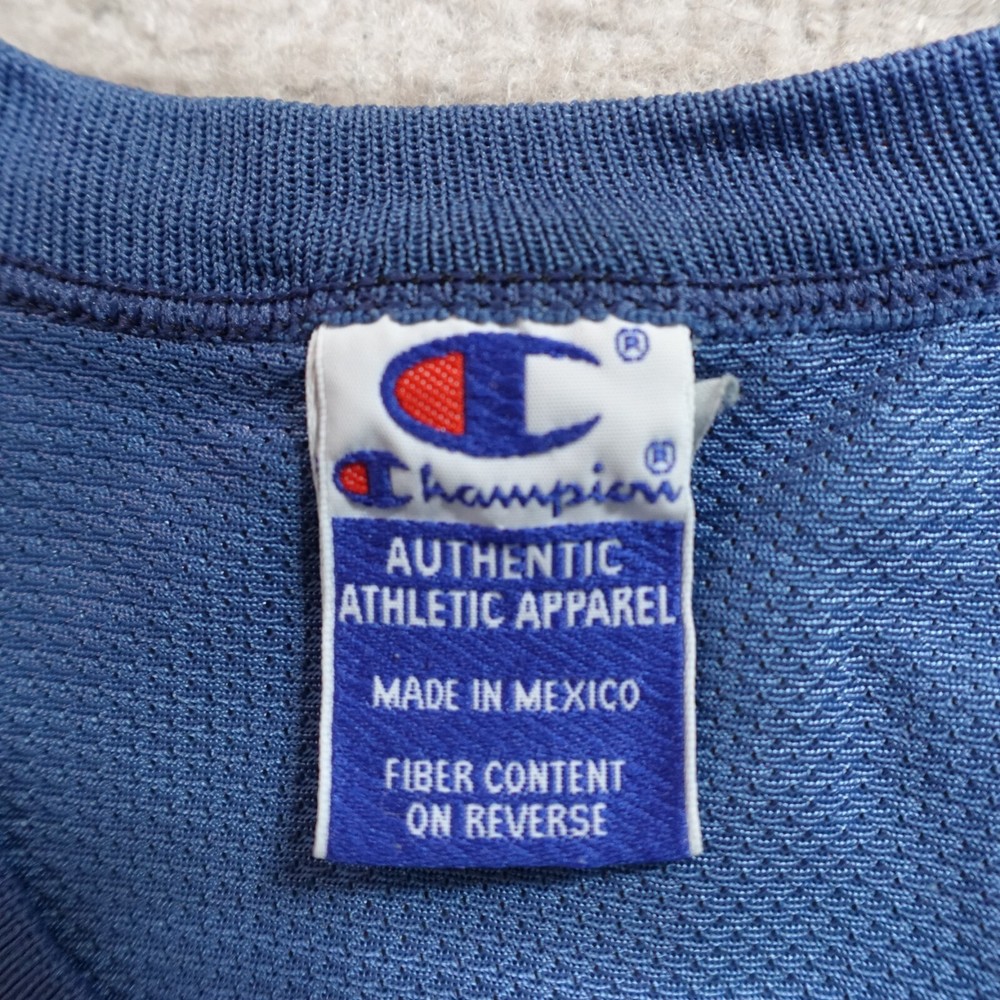 ®
Champion®
AUTHENTIC
ATHLETIC APPAREL
MADE IN MEXICO
FIBER CONTENT
ON REVERSE